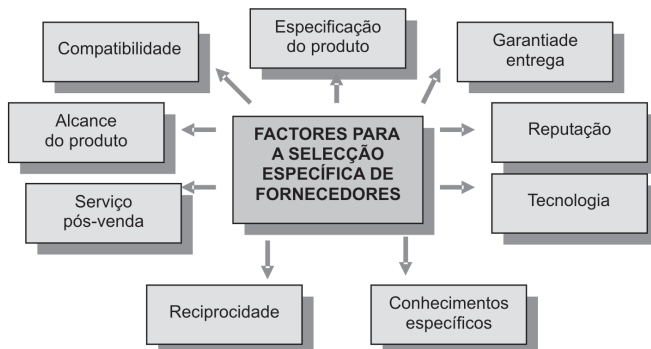 Especificação
do produto
Compatibilidade
Garantiade
entrega
Alcance
do produto
FACTORES PARA
A SELECÇÃO
ESPECÍFICA DE
FORNECEDORES
Reputação
Serviço
pós-venda
Tecnologia
Reciprocidade
Conhecimentos
específicos